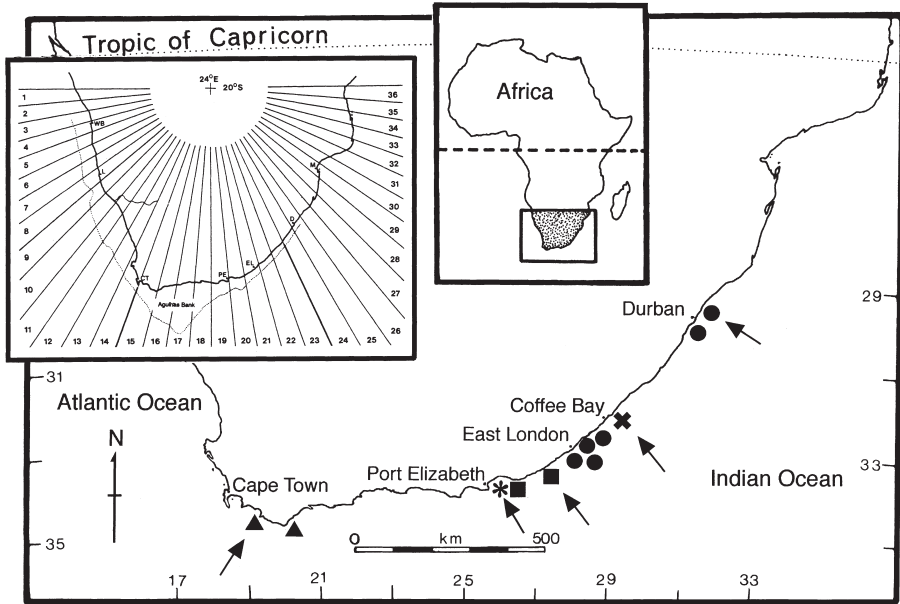 Tropic of Capricorn
24°E
20°S
1
2
3
4
5
6
7
8
9
10
11
12
13
14
15
16
17
18
19
20
21
22
23
24
25
26
27
28
29
30
31
32
33
34
35
36
WB
L
CT
Agulhas Bank
PE
EL
D
M
Africa
Durban
29
31
Atlantic Ocean
Coffee Bay
East London
N
Port Elizabeth
33
Indian Ocean
Cape Town
0 km 500
35
17 21 25 29 33